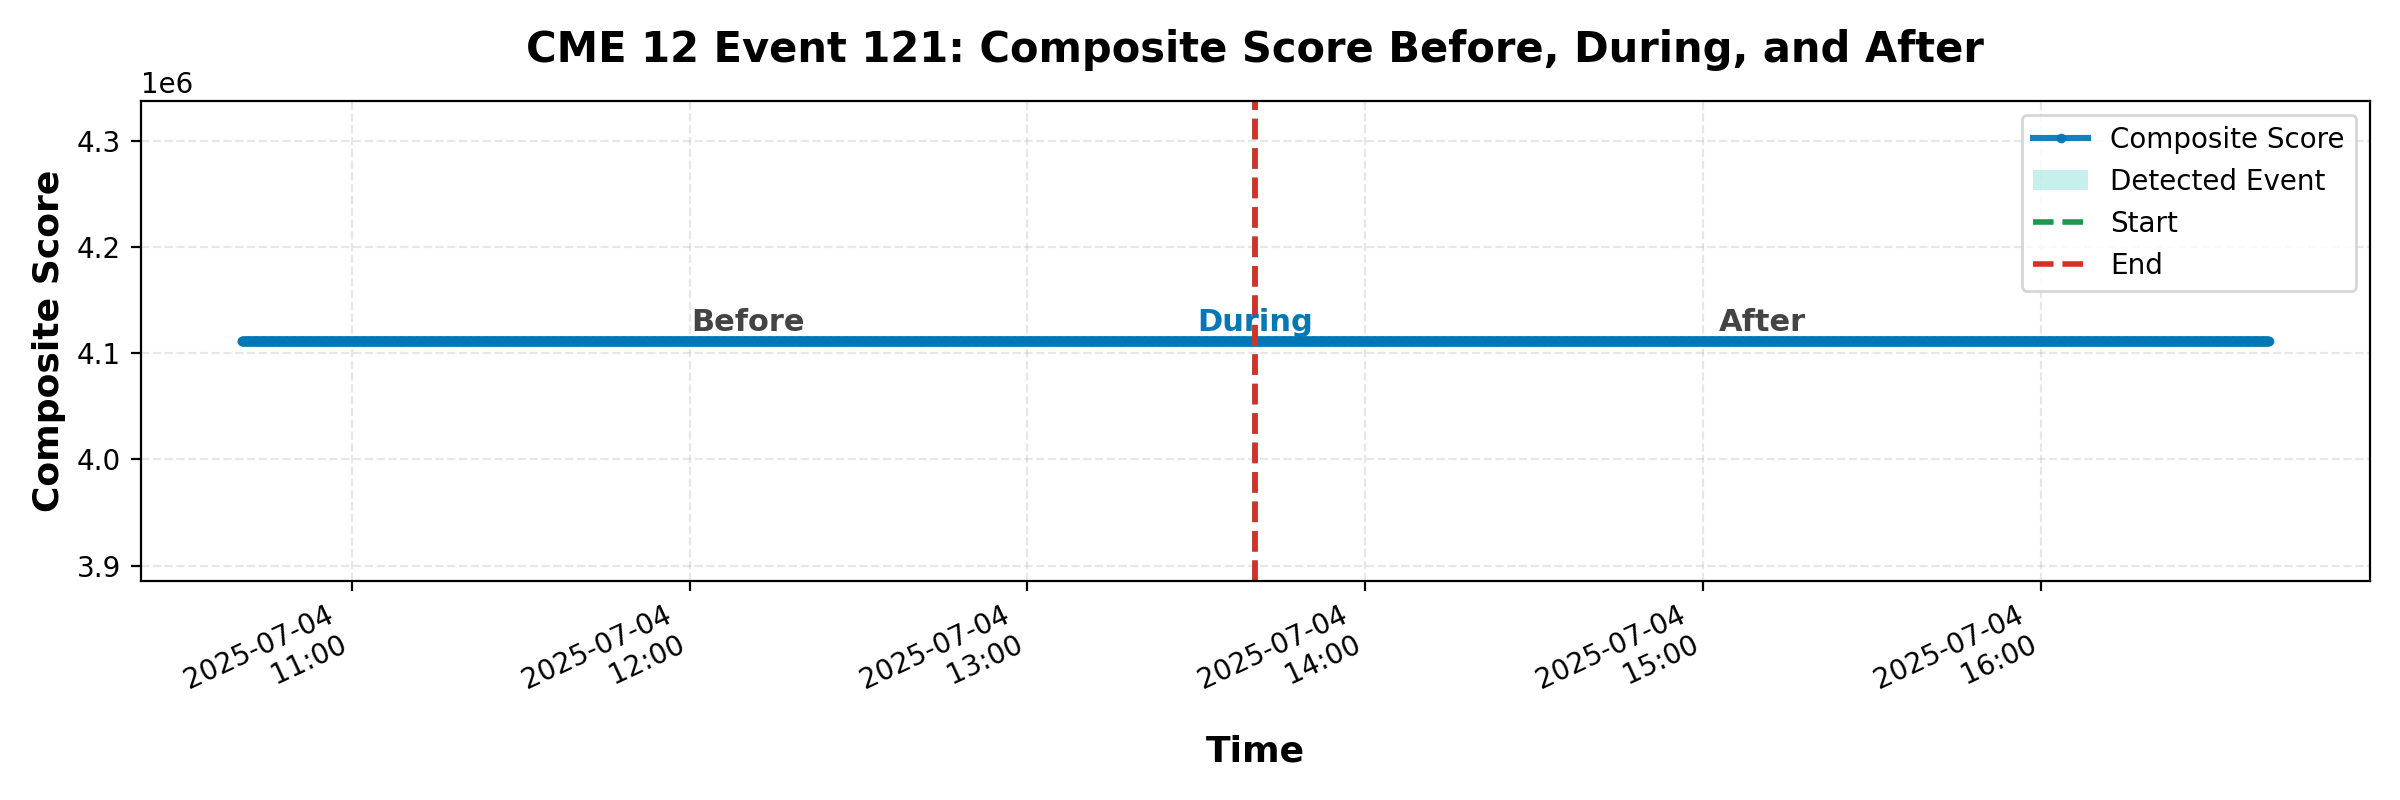 CME 12 Event 121: Composite Score Before, During, and After
1e6
4.3
4.2
4.1
4.0
3.9
Composite Score
Composite Score
Detected Event
Start
End
Before
During
After
2025-07-04
11:00
2025-07-04
12:00
2025-07-04
13:00
2025-07-04
14:00
2025-07-04
15:00
2025-07-04
16:00
Time